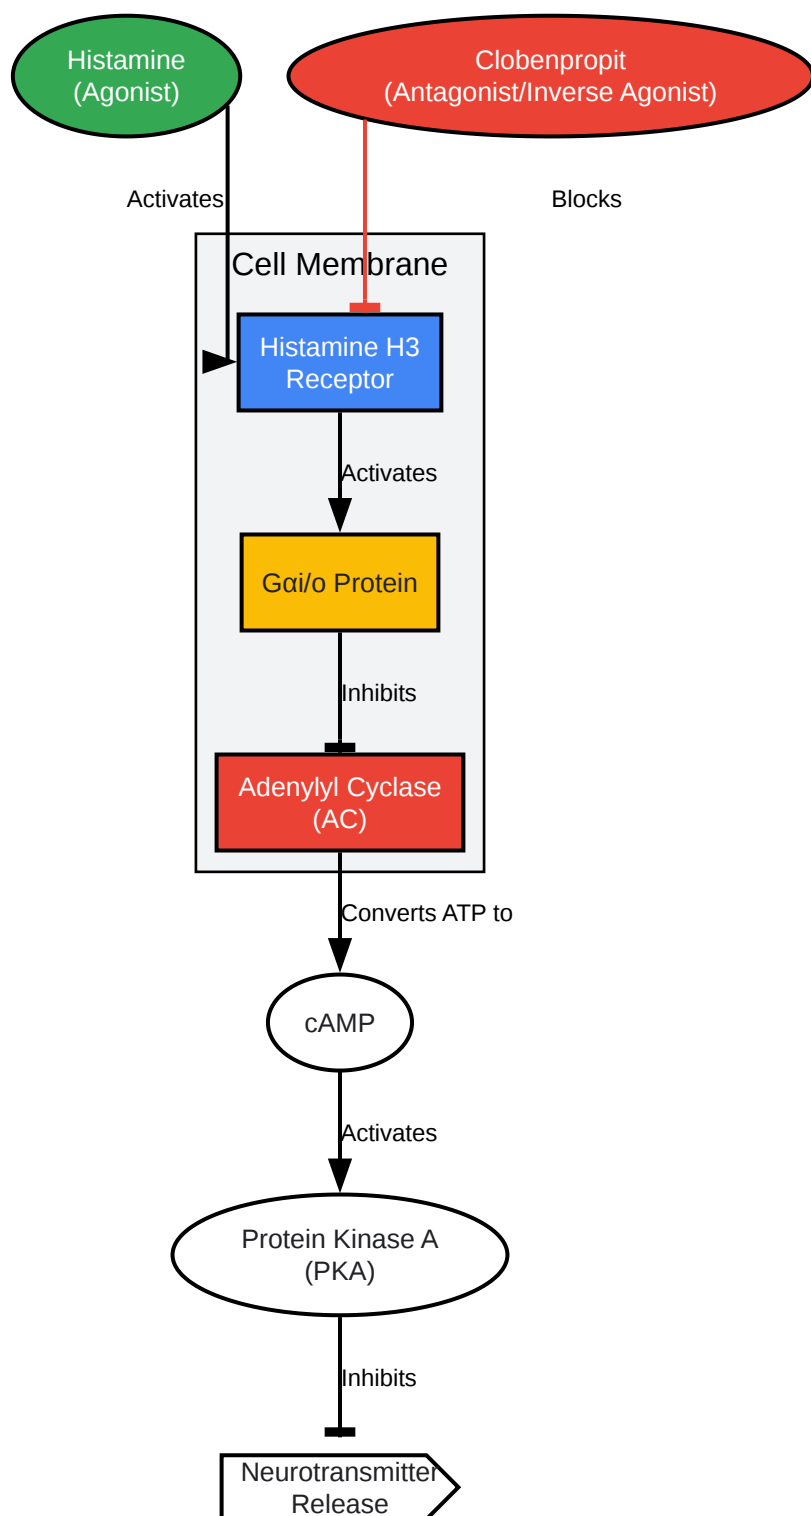 Histamine
(Agonist)
Clobenpropit
(Antagonist/Inverse Agonist)
Activates
Blocks
Cell Membrane
Histamine H3
Receptor
Activates
Gαi/o Protein
Inhibits
Adenylyl Cyclase
(AC)
Converts ATP to
cAMP
Activates
Protein Kinase A
(PKA)
Inhibits
Neurotransmitter
Release